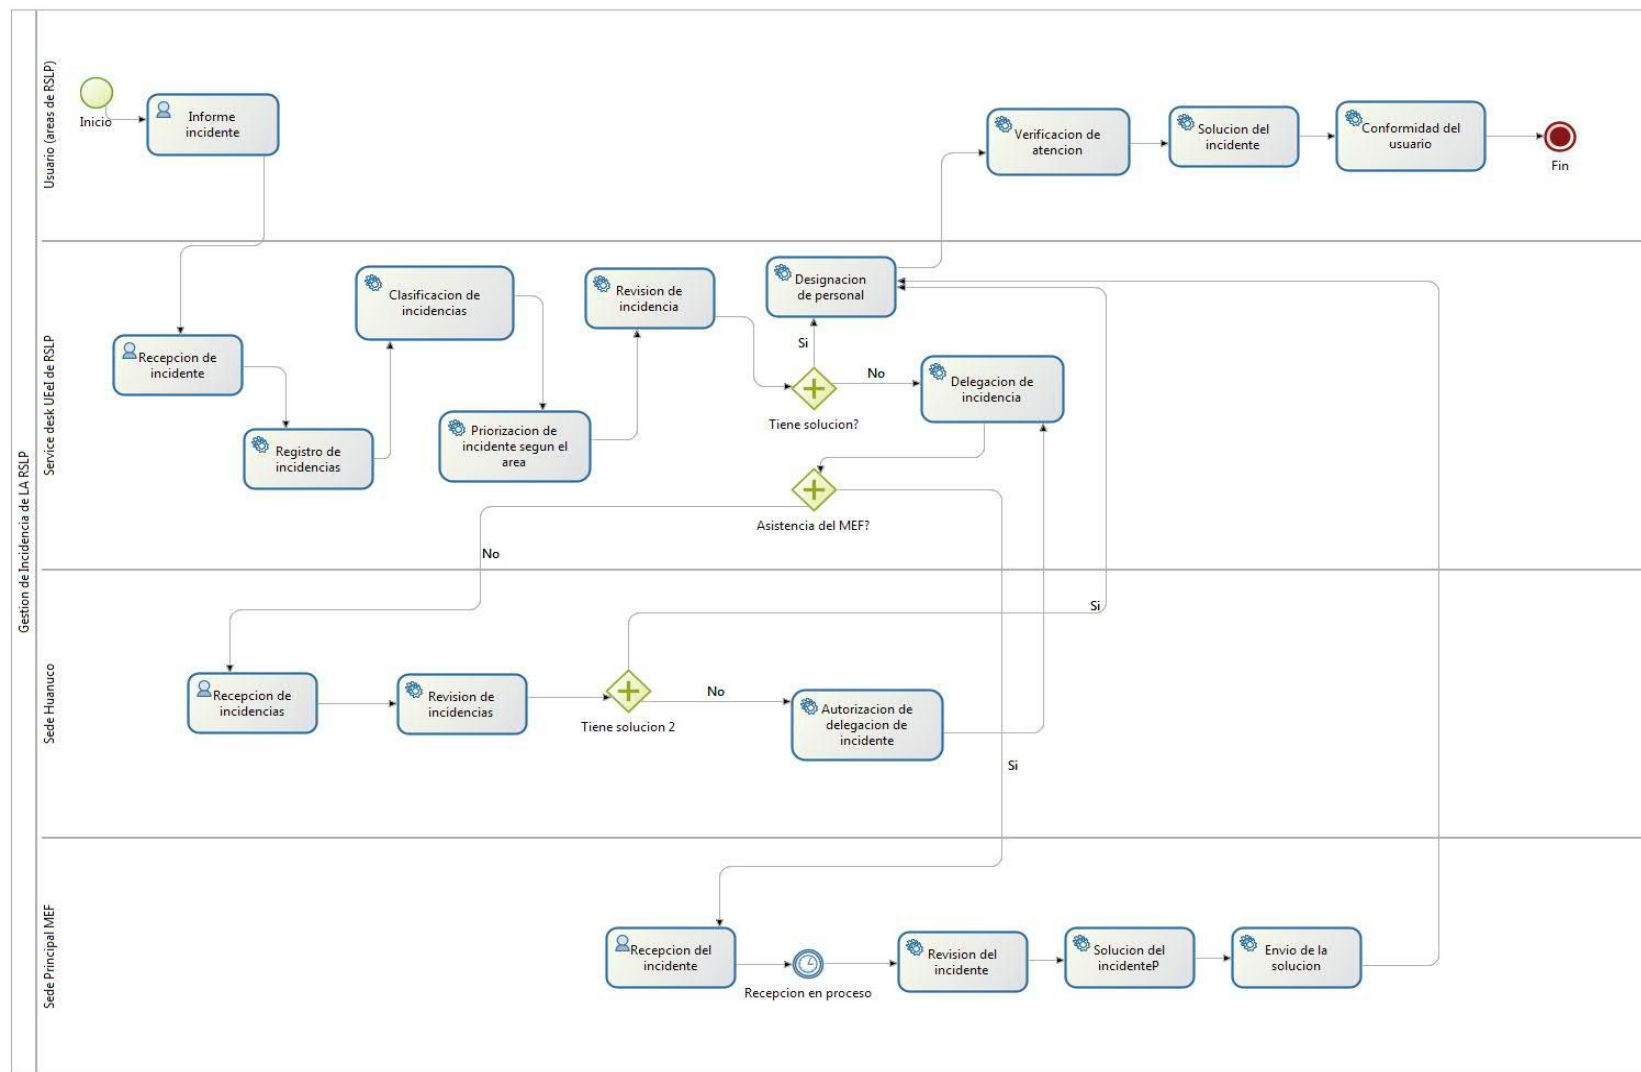 Gestion de Incidencia de LA RSLP
Usuario (areas de RSLP)
Inicio
Informe
incidente
Verificacion de
atencion
Solucion del
incidente
Conformidad del
usuario
Fin
Service desk UEeI de RSLP
Recepcion de
incidente
Registro de
incidencias
Clasificacion de
incidencias
Priorizacion de
incidente segun el
area
Revision de
incidencia
Designacion
de personal
Si
No
Tiene solucion?
Delegacion de
incidencia
Asistencia del MEF?
No
Sede Huanuco
Recepcion de
incidencias
Revision de
incidencias
Tiene solucion 2
Si
No
Autorizacion de
delegacion de
incidente
Si
Sede Principal MEF
Recepcion del
incidente
Recepcion en proceso
Revision del
incidente
Solucion del
incidenteP
Envio de la
solucion